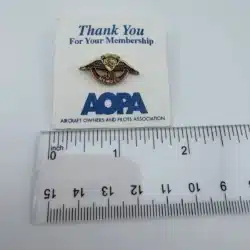 Thank You
For Your Membership
AOPA
AIRCRAFT OWNERS AND PILOTS ASSOCIATION
inch 1 2
15 14 13 12 11 10 9 8